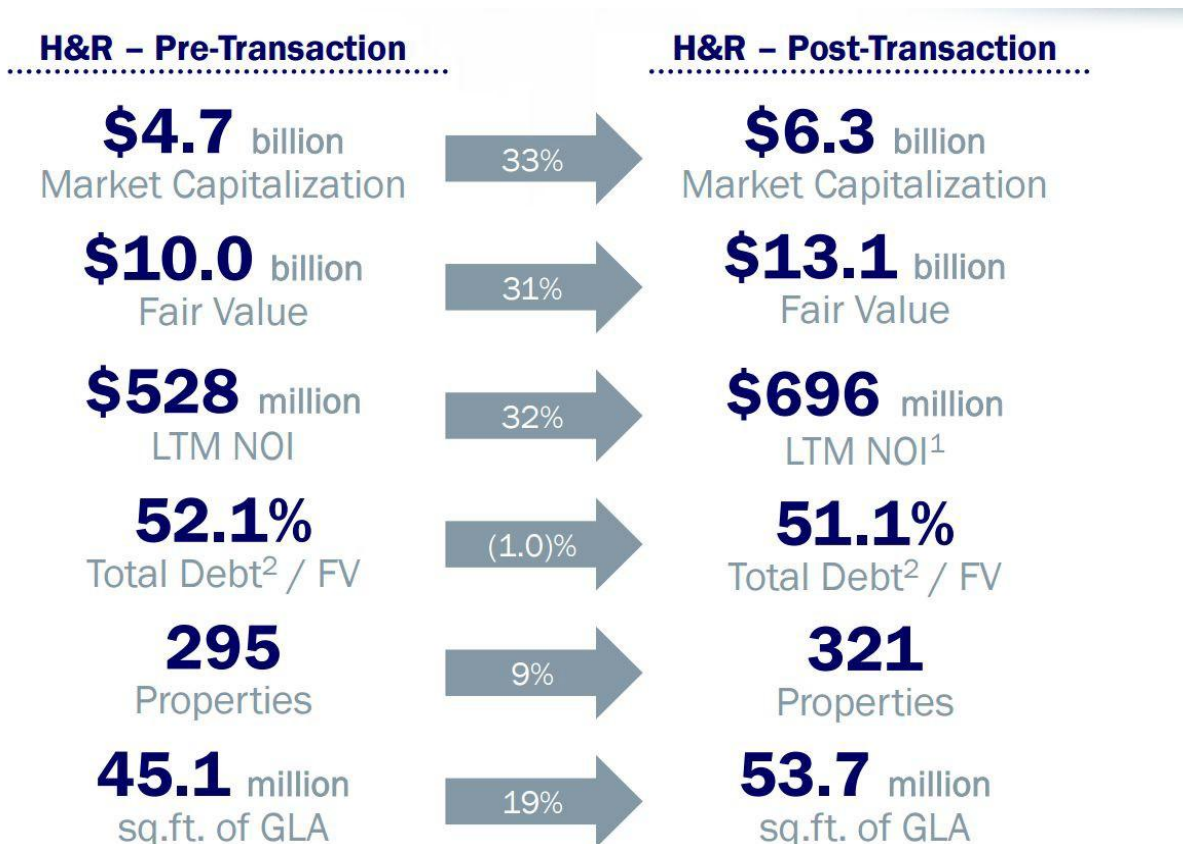 H&R – Pre-Transaction
H&R – Post-Transaction
$4.7 billion
Market Capitalization
33%
$6.3 billion
Market Capitalization
$10.0 billion
Fair Value
31%
$13.1 billion
Fair Value
$528 million
LTM NOI
32%
$696 million
LTM NOI¹
52.1%
Total Debt² / FV
(1.0)%
51.1%
Total Debt² / FV
295
Properties
9%
321
Properties
45.1 million
sq.ft. of GLA
19%
53.7 million
sq.ft. of GLA